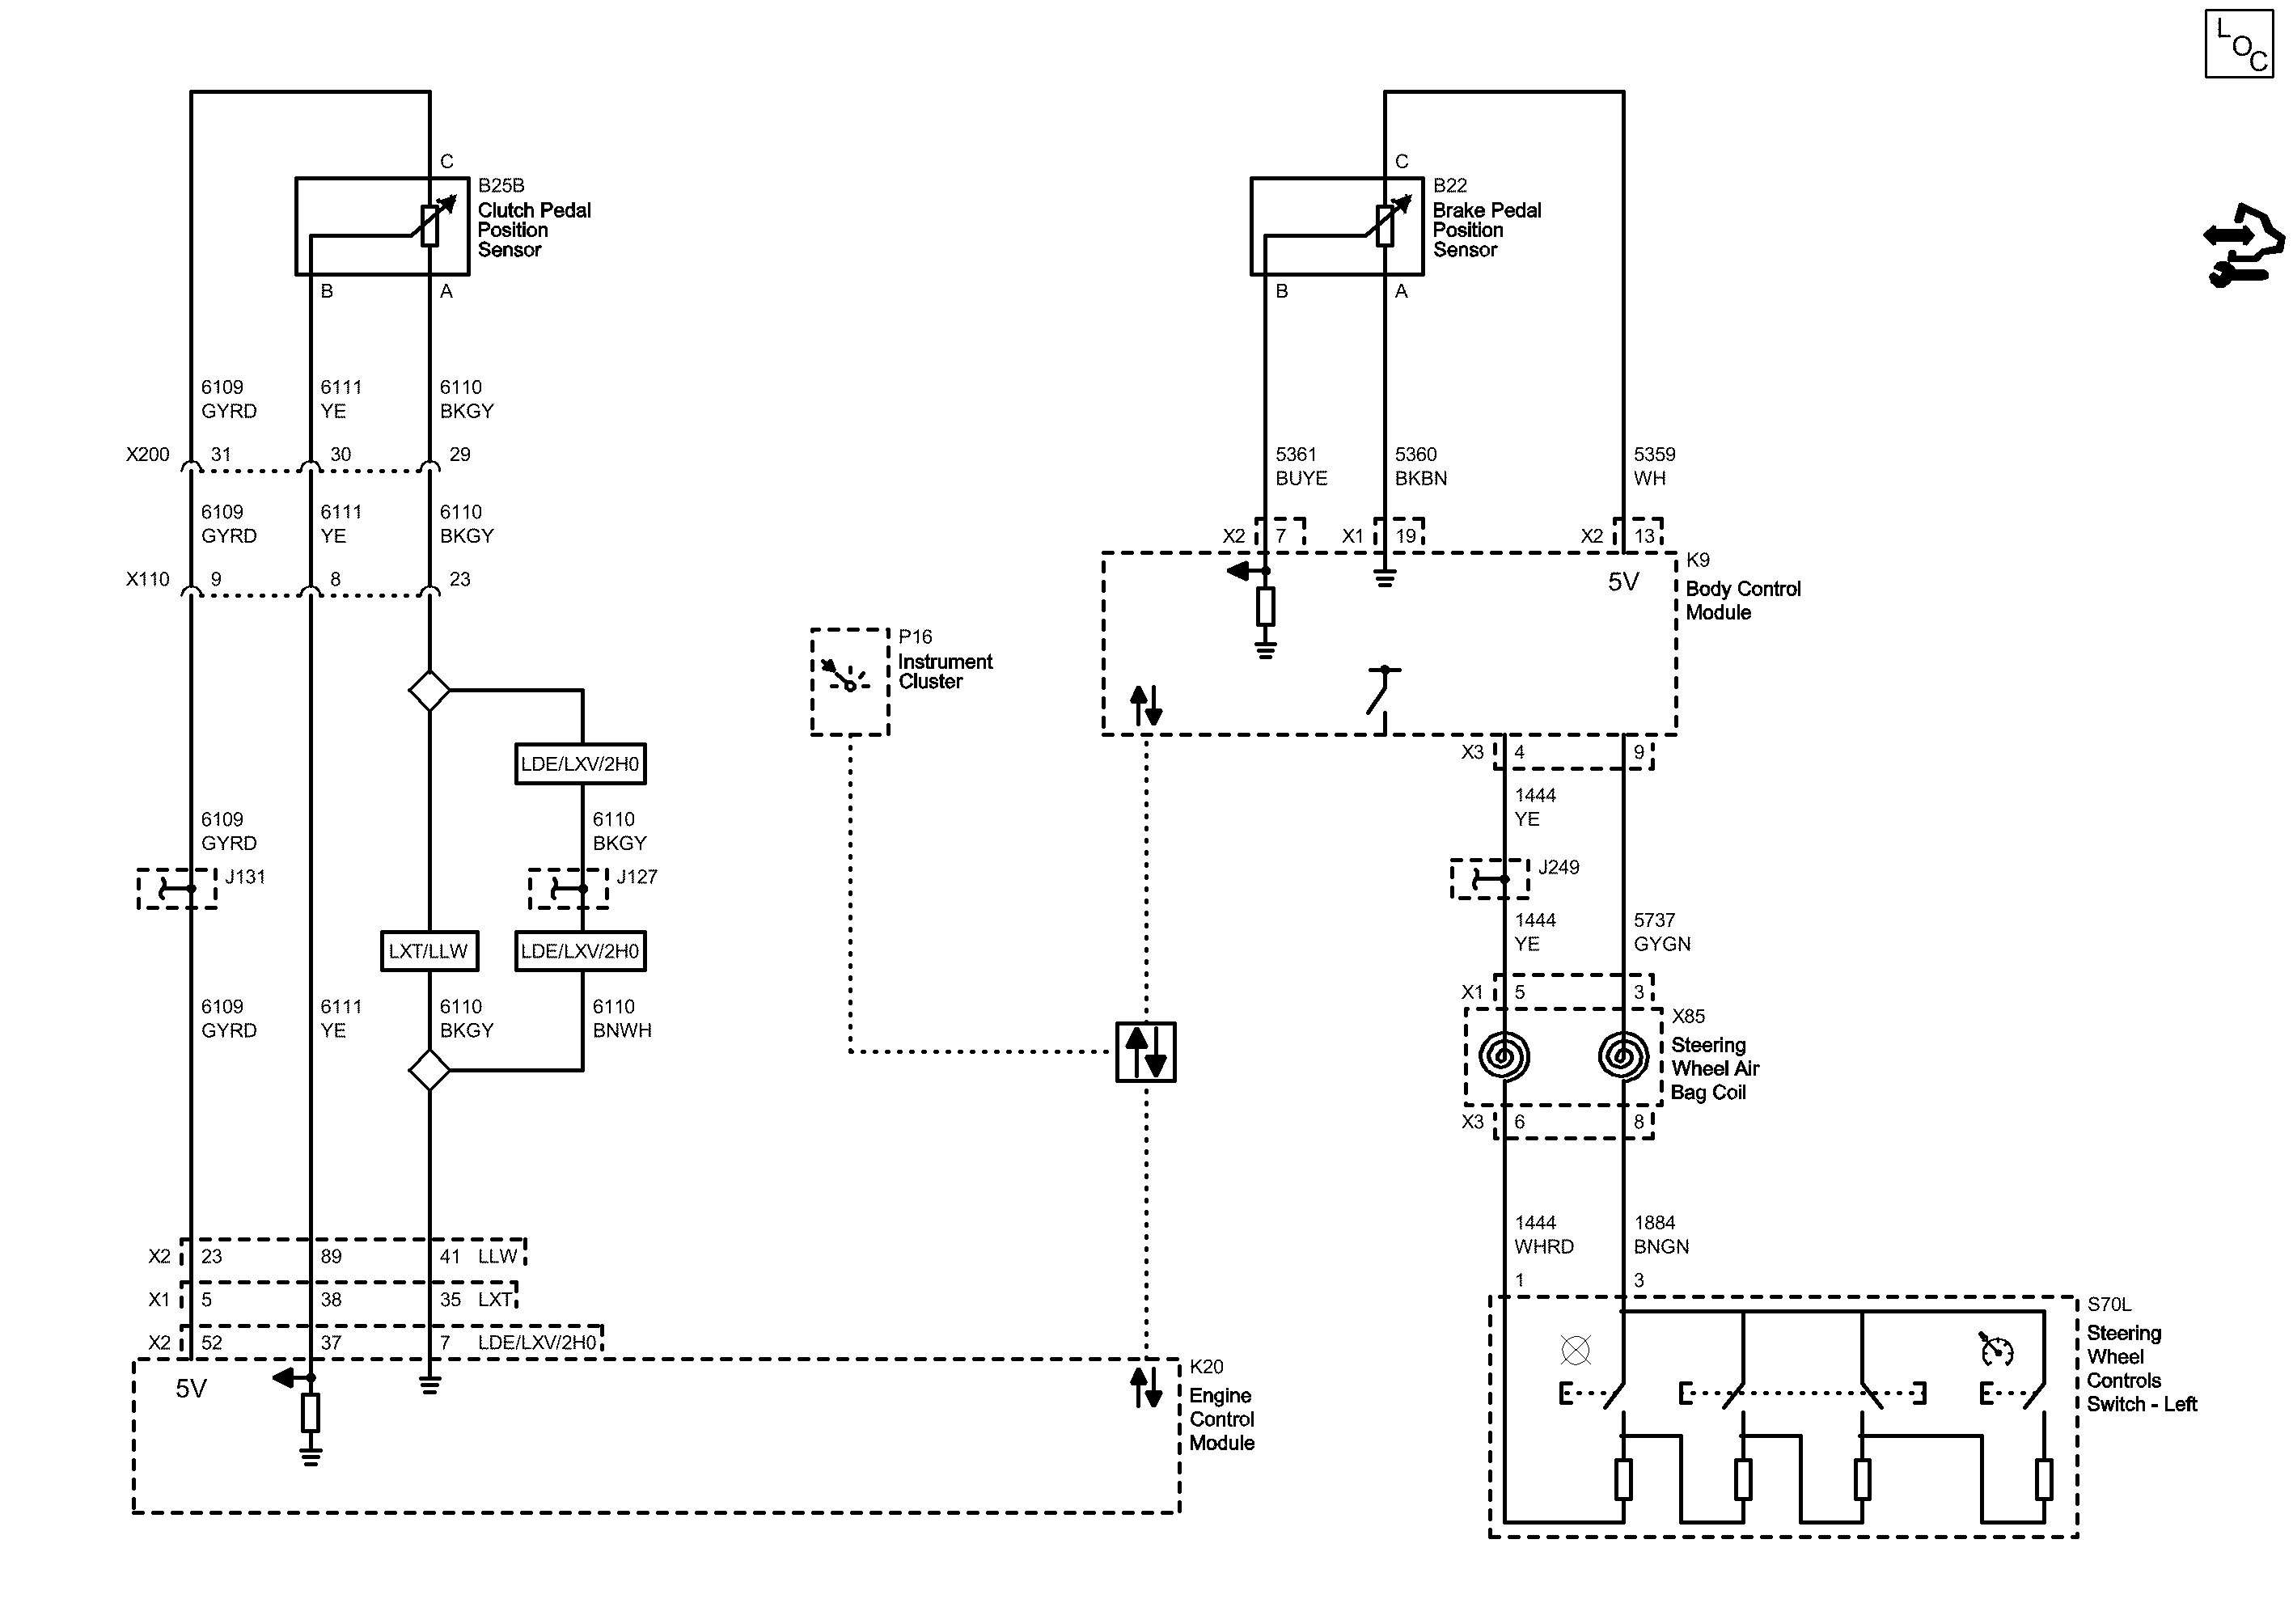 L
O
C
C
C
B25B
Clutch Pedal
Position
Sensor
B22
Brake Pedal
Position
Sensor
B
A
B
A
6109
GYRD
6111
YE
6110
BKGY
X200
31
30
29
5361
BUYE
5360
BKBN
5359
WH
6109
GYRD
6111
YE
6110
BKGY
X2
7
X1
19
X2
13
X110
9
8
23
5V
K9
Body Control
Module
P16
Instrument
Cluster
LDE/LXV/2H0
X3
4
9
1444
YE
6109
GYRD
6110
BKGY
J131
J127
J249
LXT/LLW
LDE/LXV/2H0
1444
YE
5737
GYGN
6109
GYRD
6111
YE
6110
BKGY
6110
BNWH
X1
5
3
X85
Steering
Wheel Air
Bag Coil
X3
6
8
1444
WHRD
1884
BNGN
X2
23
89
41
LLW
1
3
X1
5
38
35
LXT
S70L
Steering
Wheel
Controls
Switch - Left
X2
52
37
7
LDE/LXV/2H0
5V
K20
Engine
Control
Module